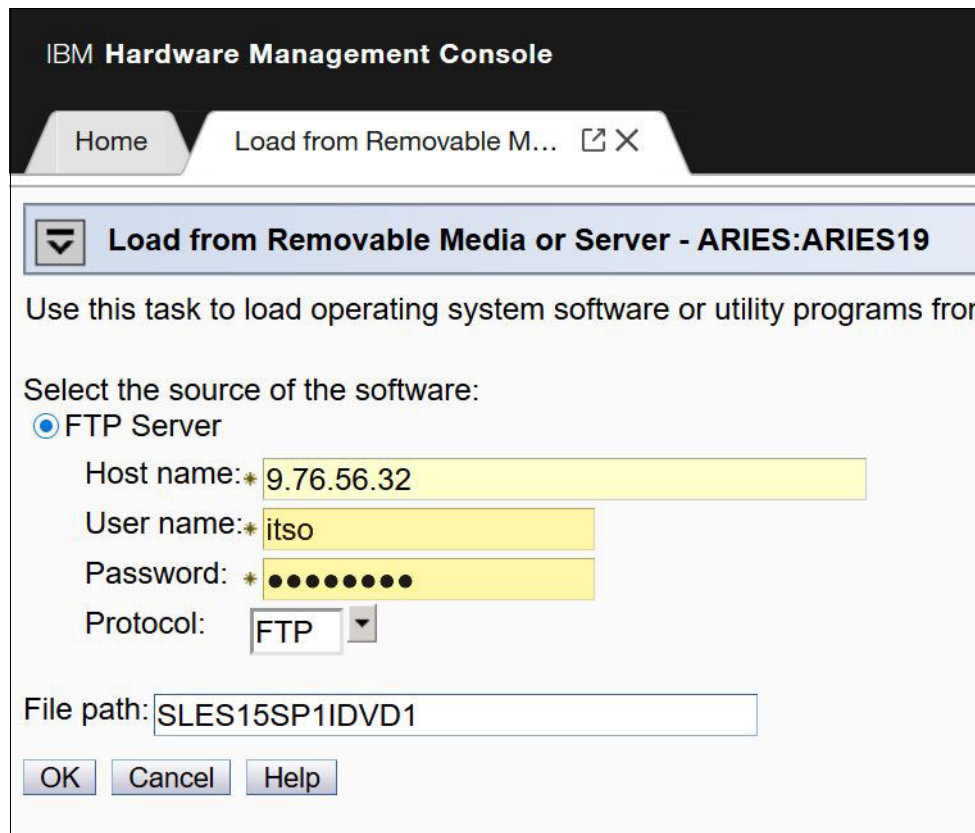 IBM Hardware Management Console
Home Load from Removable M...
Load from Removable Media or Server - ARIES:ARIES19
Use this task to load operating system software or utility programs from
Select the source of the software:
FTP Server
Host name:* 9.76.56.32
User name:* itso
Password: * ●●●●●●●●
Protocol: FTP
File path: SLES15SP1IDVD1
OK Cancel Help